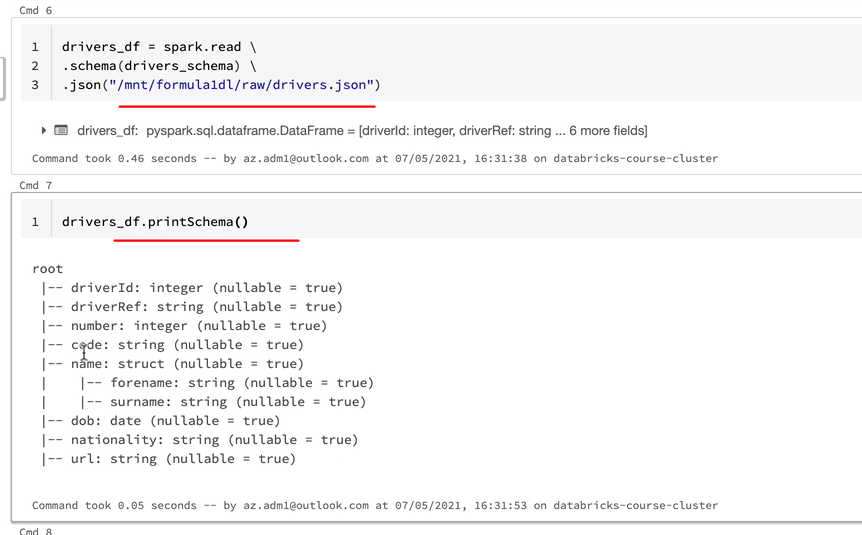 Cmd 6
1 drivers_df = spark.read \
2 .schema(drivers_schema) \
3 .json("/mnt/formula1dl/raw/drivers.json")
drivers_df: pyspark.sql.dataframe.DataFrame = [driverId: integer, driverRef: string ... 6 more fields]
Command took 0.46 seconds -- by az.adm1@outlook.com at 07/05/2021, 16:31:38 on databricks-course-cluster
Cmd 7
1 drivers_df.printSchema()
root
|-- driverId: integer (nullable = true)
|-- driverRef: string (nullable = true)
|-- number: integer (nullable = true)
|-- code: string (nullable = true)
|-- name: struct (nullable = true)
| |-- forename: string (nullable = true)
| |-- surname: string (nullable = true)
|-- dob: date (nullable = true)
|-- nationality: string (nullable = true)
|-- url: string (nullable = true)
Command took 0.05 seconds -- by az.adm1@outlook.com at 07/05/2021, 16:31:53 on databricks-course-cluster
Cmd 8